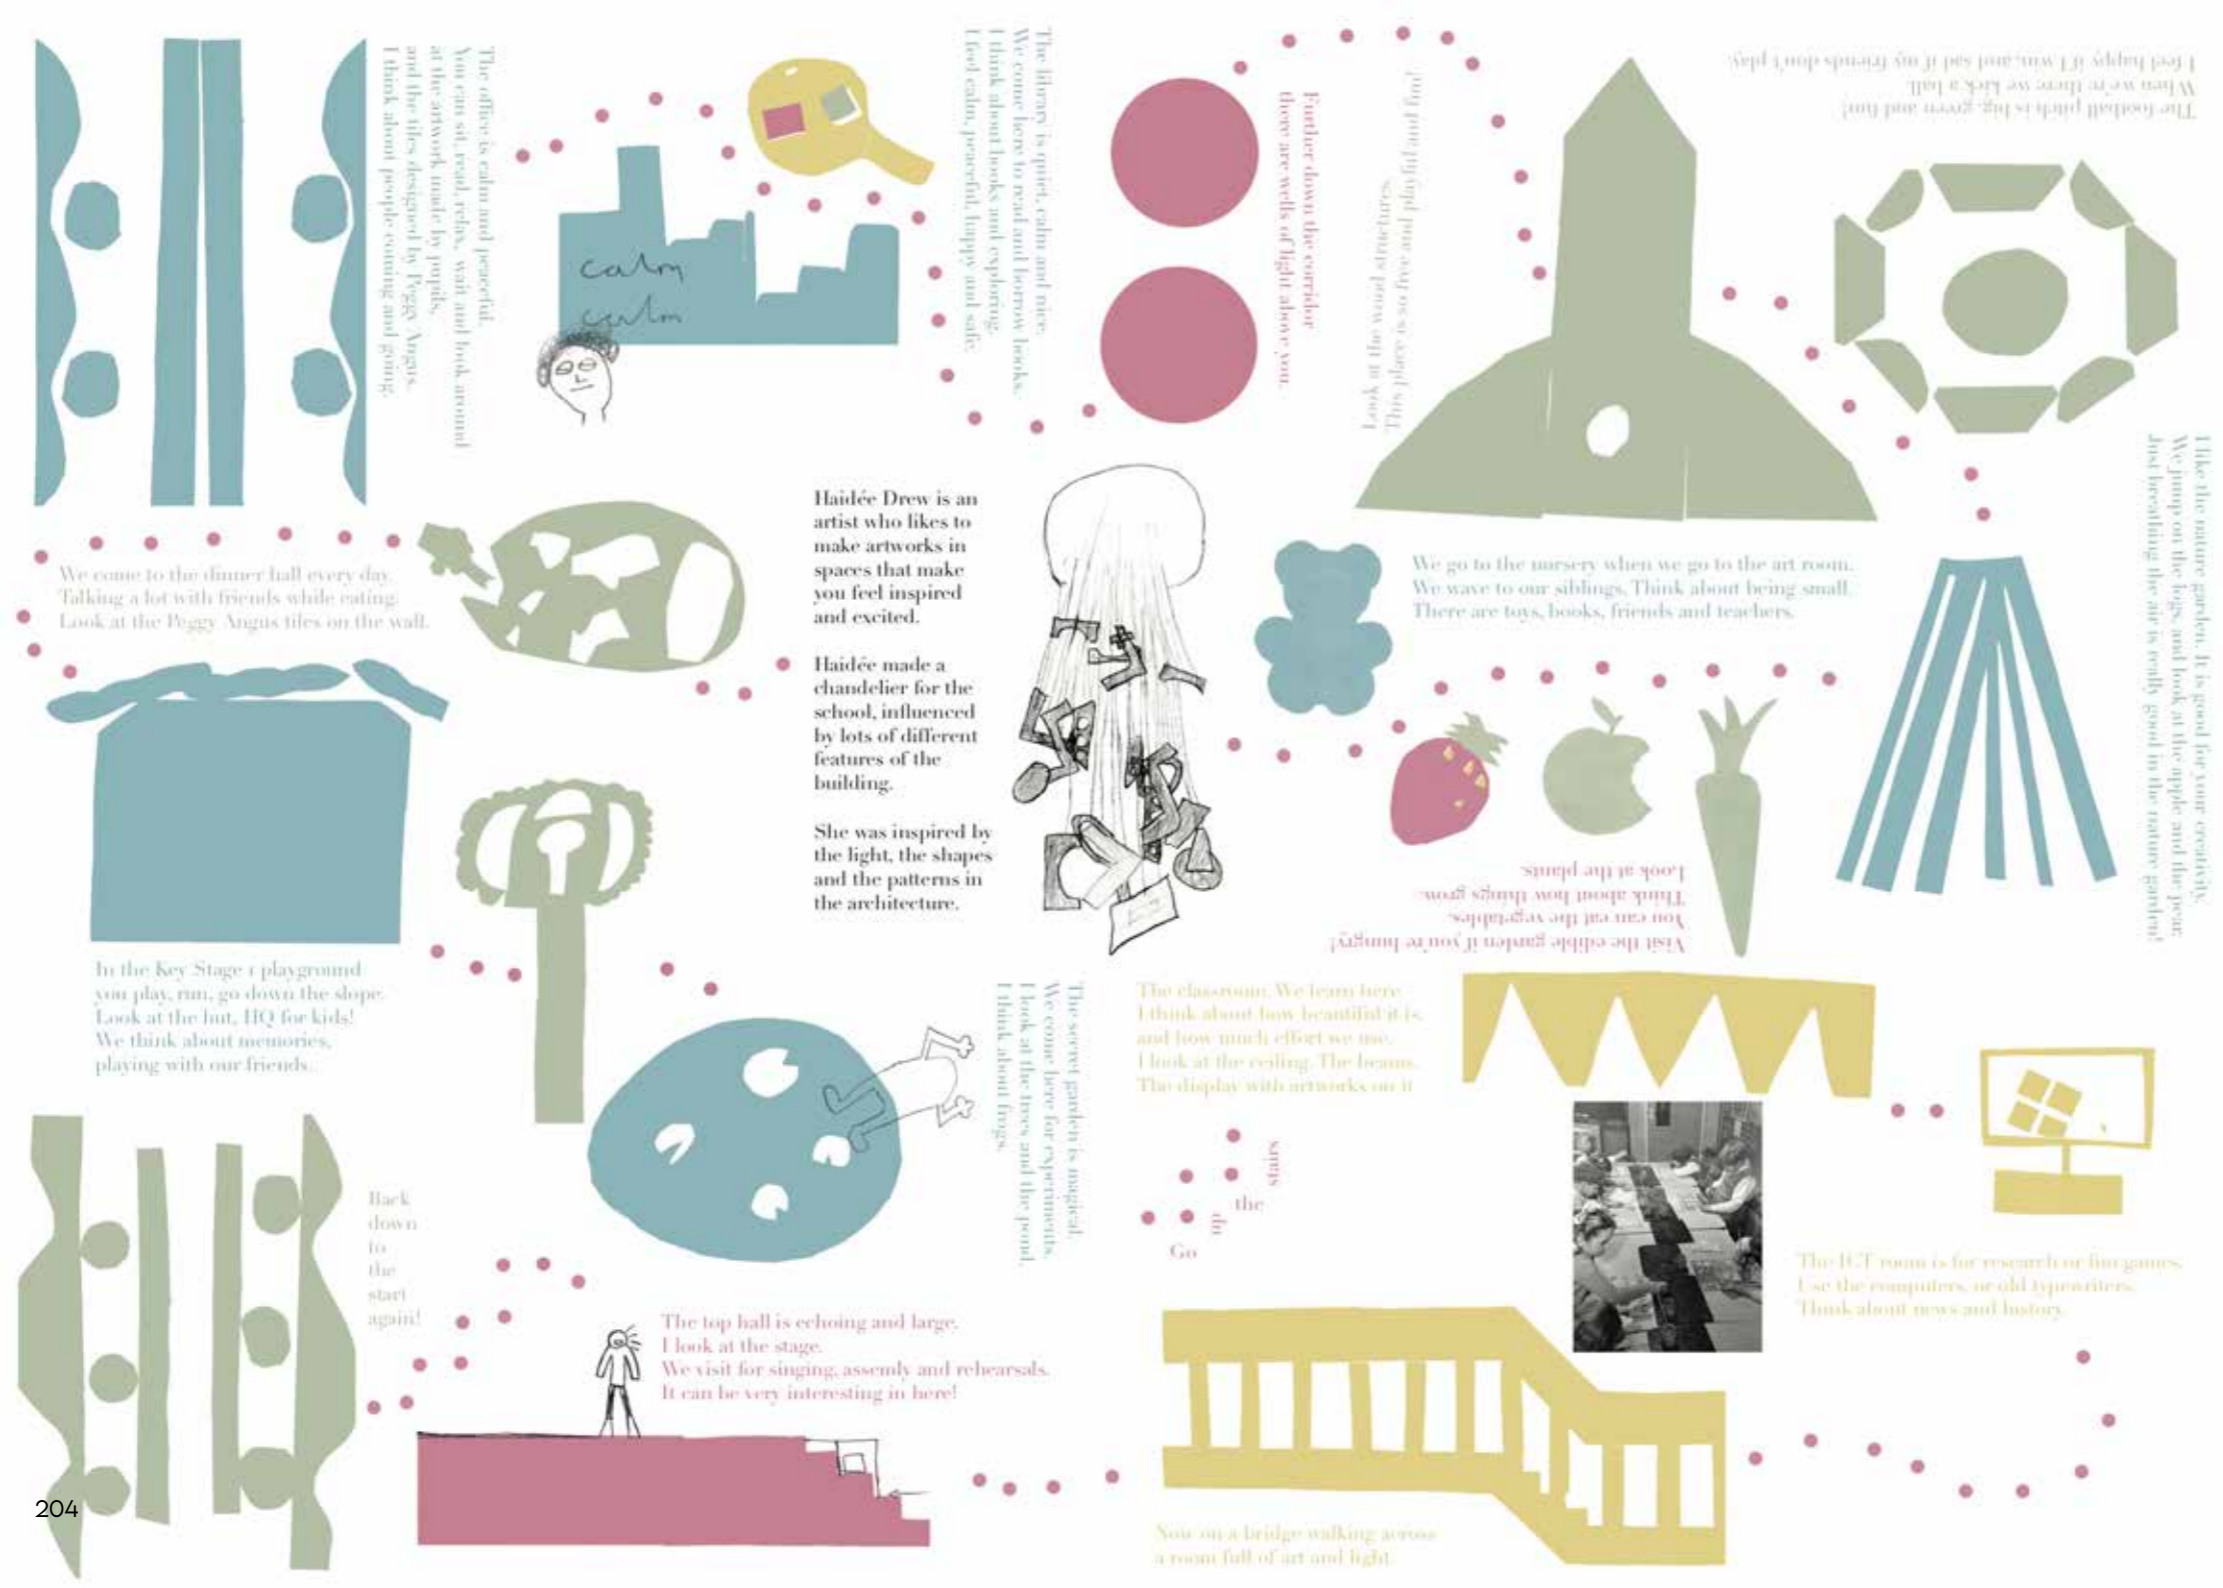 The office is calm and peaceful.
You can sit, read, relax, wait and look around
at the artwork made by pupils,
and the tiles designed by Peggy Angus.
I think about people coming and going.
calm
calm
The library is quiet, calm and nice.
We come here to read and borrow books.
I think about books and exploring.
I feel calm, peaceful, happy and safe.
Further down the corridor
there are wells of light above you.
Look at the wood structures.
This place is so free and playful and fun!
The football pitch is big, green and fun!
When we're there we kick a ball.
I feel happy if I win, and sad if my friends don't play.
I like the nature garden. It is good for your creativity.
We jump on the logs, and look at the apple and the pear.
Just breathing the air is really good in the nature garden!
We come to the dinner hall every day.
Talking a lot with friends while eating.
Look at the Peggy Angus tiles on the wall.
Haidée Drew is an
artist who likes to
make artworks in
spaces that make
you feel inspired
and excited.
Haidée made a
chandelier for the
school, influenced
by lots of different
features of the
building.
She was inspired by
the light, the shapes
and the patterns in
the architecture.
We go to the nursery when we go to the art room.
We wave to our siblings. Think about being small.
There are toys, books, friends and teachers.
Visit the edible garden if you're hungry!
You can eat the vegetables.
Think about how things grow.
Look at the plants.
In the Key Stage 1 playground
you play, run, go down the slope.
Look at the hut, HQ for kids!
We think about memories,
playing with our friends.
The secret garden is magical.
We come here for experiments.
I look at the trees and the pond.
I think about frogs.
The classroom. We learn here.
I think about how beautiful it is,
and how much effort we use.
I look at the ceiling. The beams.
The display with artworks on it
Go
up
the
stairs
The ICT room is for research or fun games.
Use the computers, or old typewriters.
Think about news and history.
Back
down
to
the
start
again!
The top hall is echoing and large.
I look at the stage.
We visit for singing, assemly and rehearsals.
It can be very interesting in here!
Now on a bridge walking across
a room full of art and light.
204